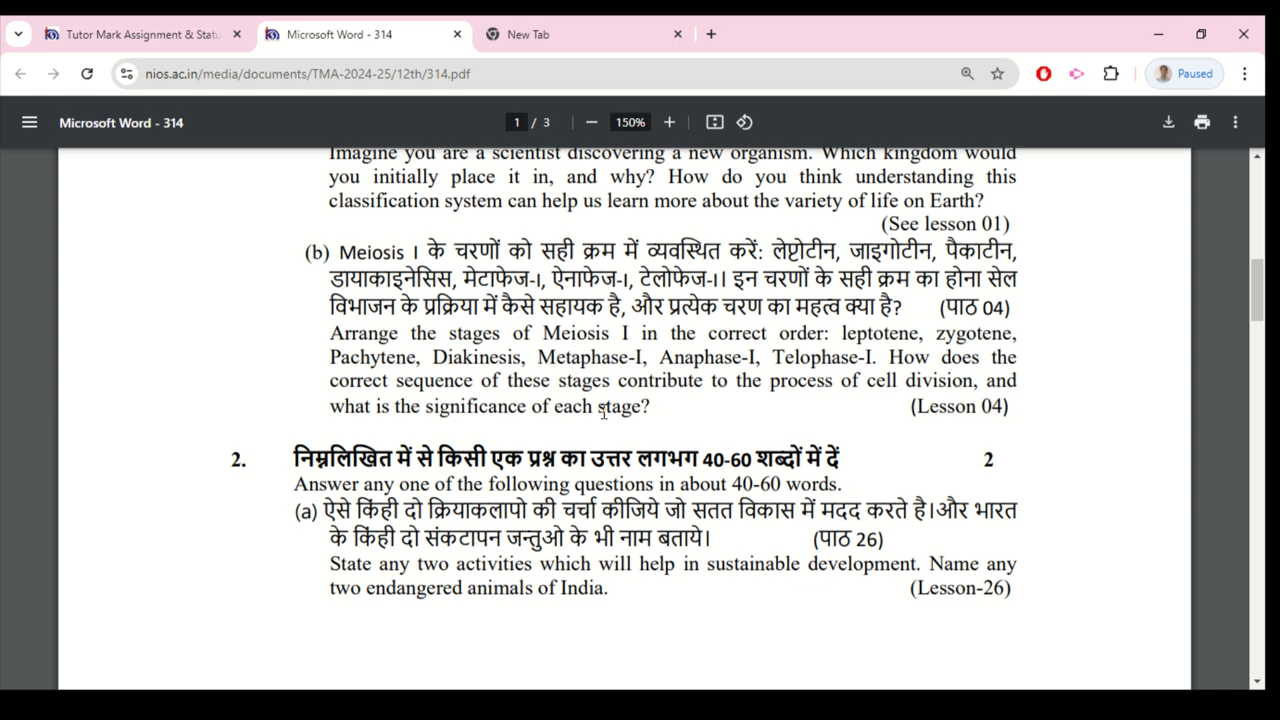 Tutor Mark Assignment & Statu
Microsoft Word - 314
New Tab
nios.ac.in/media/documents/TMA-2024-25/12th/314.pdf
Paused
Microsoft Word - 314
1 / 3
150%
Imagine you are a scientist discovering a new organism. Which kingdom would
you initially place it in, and why? How do you think understanding this
classification system can help us learn more about the variety of life on Earth?
(See lesson 01)
(b) Meiosis I के चरणों को सही क्रम में व्यवस्थित करें: लेप्टोटीन, जाइगोटीन, पैकाटीन,
डायाकाइनेसिस, मेटाफेज-I, ऐनाफेज-I, टेलोफेज-I। इन चरणों के सही क्रम का होना सेल
विभाजन के प्रक्रिया में कैसे सहायक है, और प्रत्येक चरण का महत्व क्या है? (पाठ 04)
Arrange the stages of Meiosis I in the correct order: leptotene, zygotene,
Pachytene, Diakinesis, Metaphase-I, Anaphase-I, Telophase-I. How does the
correct sequence of these stages contribute to the process of cell division, and
what is the significance of each stage? (Lesson 04)
2. निम्नलिखित में से किसी एक प्रश्न का उत्तर लगभग 40-60 शब्दों में दें 2
Answer any one of the following questions in about 40-60 words.
(a) ऐसे किंही दो क्रियाकलापो की चर्चा कीजिये जो सतत विकास में मदद करते है।और भारत
के किंही दो संकटापन जन्तुओ के भी नाम बताये। (पाठ 26)
State any two activities which will help in sustainable development. Name any
two endangered animals of India. (Lesson-26)